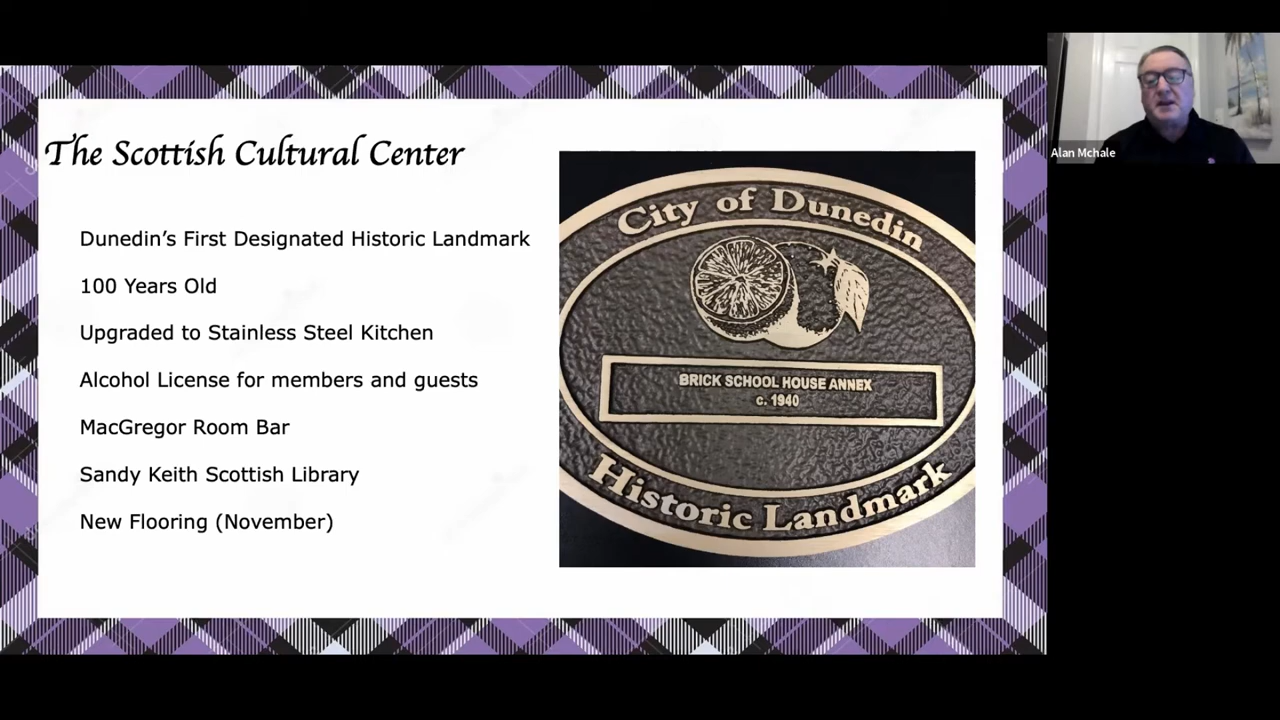 The Scottish Cultural Center
Dunedin’s First Designated Historic Landmark
100 Years Old
Upgraded to Stainless Steel Kitchen
Alcohol License for members and guests
MacGregor Room Bar
Sandy Keith Scottish Library
New Flooring (November)
City of Dunedin
BRICK SCHOOL HOUSE ANNEX
c. 1940
Historic Landmark
Alan Mchale